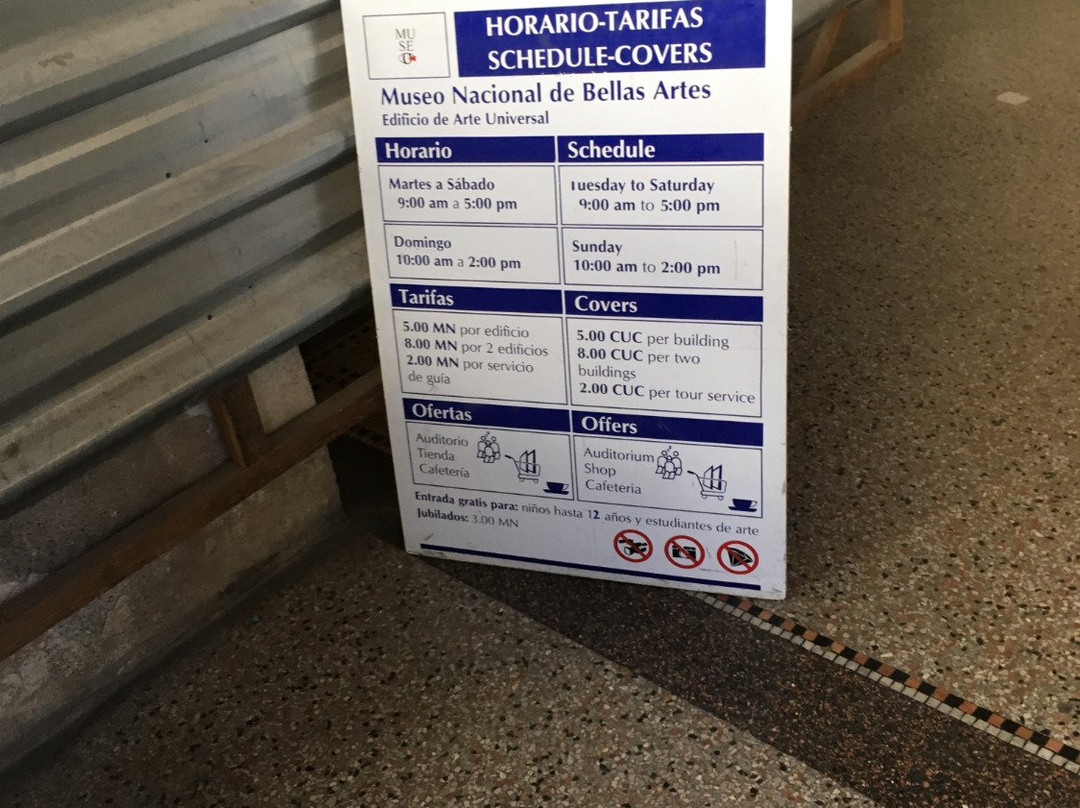 MU
SE
HORARIO-TARIFAS
SCHEDULE-COVERS
Museo Nacional de Bellas Artes
Edificio de Arte Universal
Horario
Schedule
Martes a Sábado
9:00 am a 5:00 pm
Tuesday to Saturday
9:00 am to 5:00 pm
Domingo
10:00 am a 2:00 pm
Sunday
10:00 am to 2:00 pm
Tarifas
Covers
5.00 MN por edificio
8.00 MN por 2 edificios
2.00 MN por servicio
de guía
5.00 CUC per building
8.00 CUC per two
buildings
2.00 CUC per tour service
Ofertas
Offers
Auditorio
Tienda
Cafetería
Auditorium
Shop
Cafeteria
Entrada gratis para: niños hasta 12 años y estudiantes de arte
Jubilados: 3.00 MN